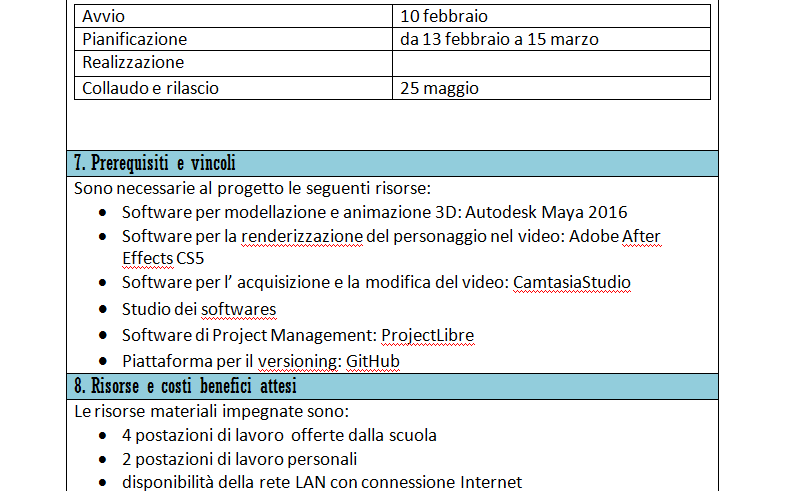 Avvio 10 febbraio
Pianificazione da 13 febbraio a 15 marzo
Realizzazione
Collaudo e rilascio 25 maggio
7. Prerequisiti e vincoli
Sono necessarie al progetto le seguenti risorse:
• Software per modellazione e animazione 3D: Autodesk Maya 2016
• Software per la renderizzazione del personaggio nel video: Adobe After
Effects CS5
• Software per l’ acquisizione e la modifica del video: CamtasiaStudio
• Studio dei softwares
• Software di Project Management: ProjectLibre
• Piattaforma per il versioning: GitHub
8. Risorse e costi benefici attesi
Le risorse materiali impegnate sono:
• 4 postazioni di lavoro offerte dalla scuola
• 2 postazioni di lavoro personali
• disponibilità della rete LAN con connessione Internet